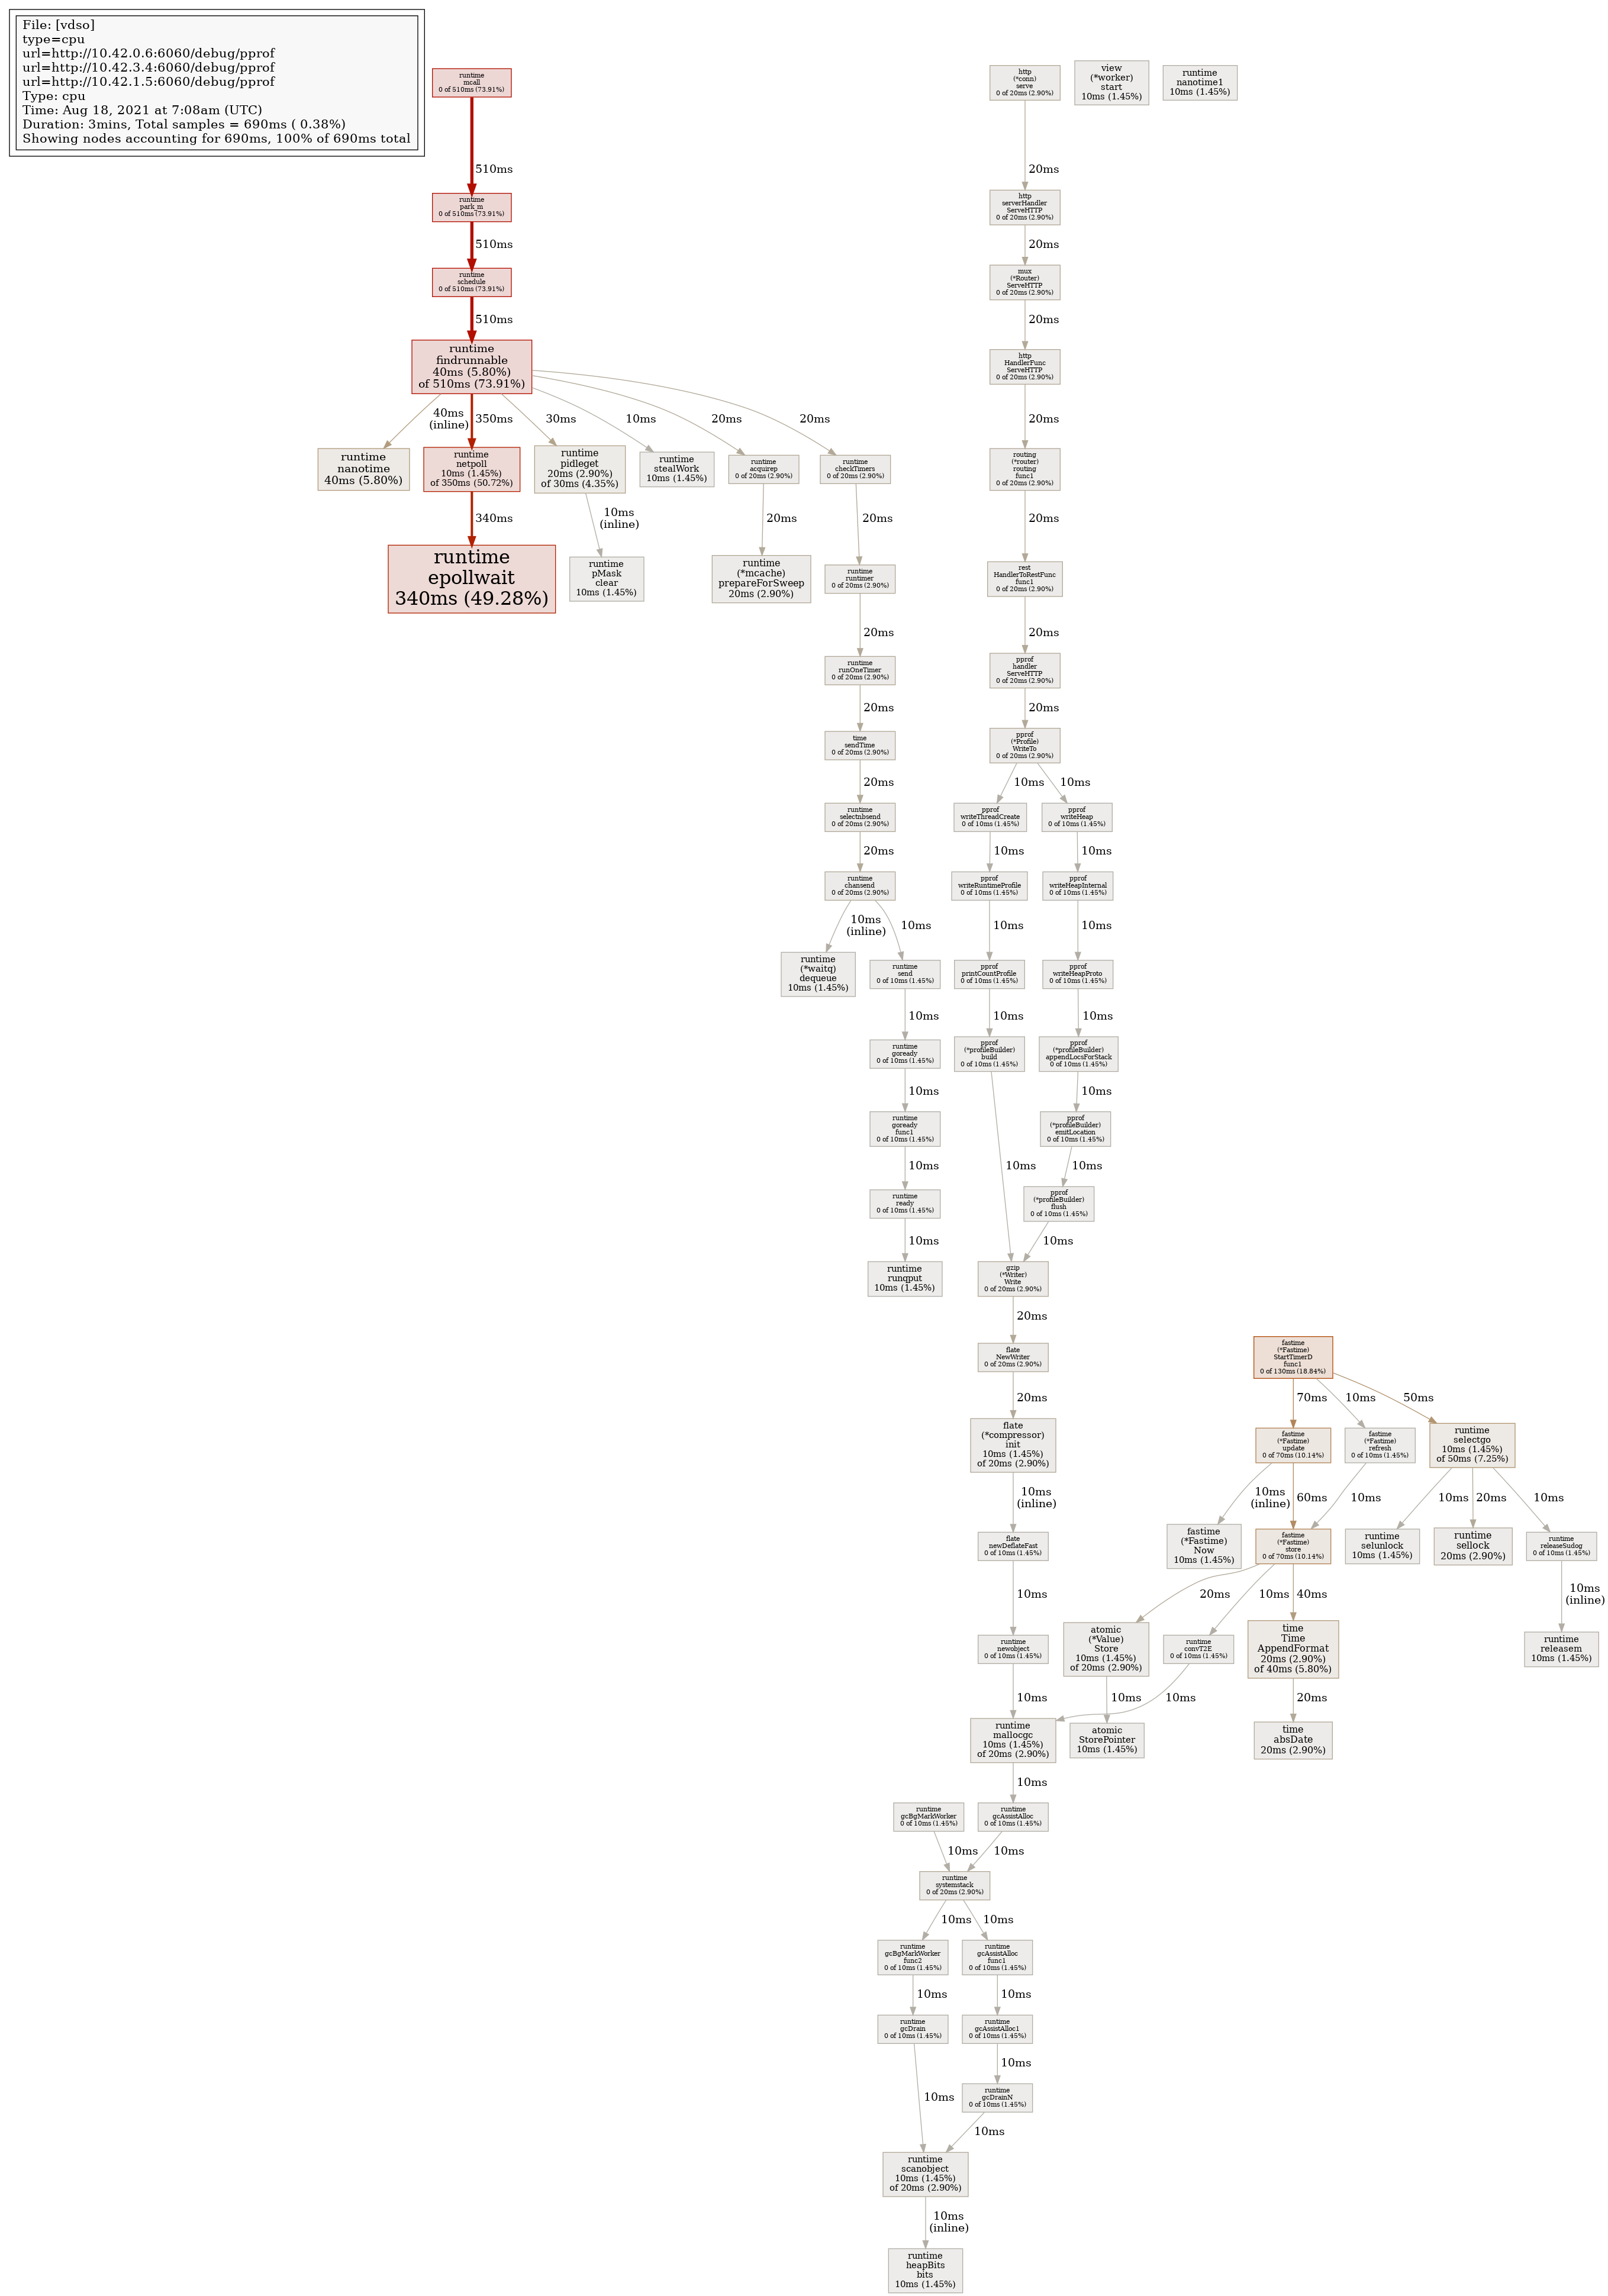 File: [vdso]
type=cpu
url=http://10.42.0.6:6060/debug/pprof
url=http://10.42.3.4:6060/debug/pprof
url=http://10.42.1.5:6060/debug/pprof
Type: cpu
Time: Aug 18, 2021 at 7:08am (UTC)
Duration: 3mins, Total samples = 690ms ( 0.38%)
Showing nodes accounting for 690ms, 100% of 690ms total
runtime
mcall
0 of 510ms (73.91%)
http
(*conn)
serve
0 of 20ms (2.90%)
view
(*worker)
start
10ms (1.45%)
runtime
nanotime1
10ms (1.45%)
510ms
runtime
park_m
0 of 510ms (73.91%)
510ms
runtime
schedule
0 of 510ms (73.91%)
510ms
runtime
findrunnable
40ms (5.80%)
of 510ms (73.91%)
40ms
(inline)
350ms
30ms
10ms
20ms
20ms
runtime
nanotime
40ms (5.80%)
runtime
netpoll
10ms (1.45%)
of 350ms (50.72%)
runtime
pidleget
20ms (2.90%)
of 30ms (4.35%)
runtime
stealWork
10ms (1.45%)
runtime
acquirep
0 of 20ms (2.90%)
runtime
checkTimers
0 of 20ms (2.90%)
340ms
10ms
(inline)
20ms
20ms
runtime
epollwait
340ms (49.28%)
runtime
pMask
clear
10ms (1.45%)
runtime
(*mcache)
prepareForSweep
20ms (2.90%)
runtime
runtimer
0 of 20ms (2.90%)
20ms
runtime
runOneTimer
0 of 20ms (2.90%)
20ms
time
sendTime
0 of 20ms (2.90%)
20ms
runtime
selectnbsend
0 of 20ms (2.90%)
20ms
runtime
chansend
0 of 20ms (2.90%)
10ms
(inline)
10ms
runtime
(*waitq)
dequeue
10ms (1.45%)
runtime
send
0 of 10ms (1.45%)
10ms
runtime
goready
0 of 10ms (1.45%)
10ms
runtime
goready
func1
0 of 10ms (1.45%)
10ms
runtime
ready
0 of 10ms (1.45%)
10ms
runtime
runqput
10ms (1.45%)
20ms
http
serverHandler
ServeHTTP
0 of 20ms (2.90%)
20ms
mux
(*Router)
ServeHTTP
0 of 20ms (2.90%)
20ms
http
HandlerFunc
ServeHTTP
0 of 20ms (2.90%)
20ms
routing
(*router)
routing
func1
0 of 20ms (2.90%)
20ms
rest
HandlerToRestFunc
func1
0 of 20ms (2.90%)
20ms
pprof
handler
ServeHTTP
0 of 20ms (2.90%)
20ms
pprof
(*Profile)
WriteTo
0 of 20ms (2.90%)
10ms
10ms
pprof
writeThreadCreate
0 of 10ms (1.45%)
pprof
writeHeap
0 of 10ms (1.45%)
10ms
10ms
pprof
writeRuntimeProfile
0 of 10ms (1.45%)
pprof
writeHeapInternal
0 of 10ms (1.45%)
10ms
10ms
pprof
printCountProfile
0 of 10ms (1.45%)
pprof
writeHeapProto
0 of 10ms (1.45%)
10ms
10ms
pprof
(*profileBuilder)
build
0 of 10ms (1.45%)
pprof
(*profileBuilder)
appendLocsForStack
0 of 10ms (1.45%)
10ms
pprof
(*profileBuilder)
emitLocation
0 of 10ms (1.45%)
10ms
10ms
pprof
(*profileBuilder)
flush
0 of 10ms (1.45%)
10ms
gzip
(*Writer)
Write
0 of 20ms (2.90%)
20ms
flate
NewWriter
0 of 20ms (2.90%)
20ms
flate
(*compressor)
init
10ms (1.45%)
of 20ms (2.90%)
10ms
(inline)
flate
newDeflateFast
0 of 10ms (1.45%)
10ms
runtime
newobject
0 of 10ms (1.45%)
10ms
fastime
(*Fastime)
StartTimerD
func1
0 of 130ms (18.84%)
70ms
10ms
50ms
fastime
(*Fastime)
update
0 of 70ms (10.14%)
fastime
(*Fastime)
refresh
0 of 10ms (1.45%)
runtime
selectgo
10ms (1.45%)
of 50ms (7.25%)
10ms
(inline)
60ms
10ms
10ms
20ms
10ms
fastime
(*Fastime)
Now
10ms (1.45%)
fastime
(*Fastime)
store
0 of 70ms (10.14%)
runtime
selunlock
10ms (1.45%)
runtime
sellock
20ms (2.90%)
runtime
releaseSudog
0 of 10ms (1.45%)
20ms
10ms
40ms
10ms
(inline)
atomic
(*Value)
Store
10ms (1.45%)
of 20ms (2.90%)
runtime
convT2E
0 of 10ms (1.45%)
time
Time
AppendFormat
20ms (2.90%)
of 40ms (5.80%)
runtime
releasem
10ms (1.45%)
10ms
10ms
20ms
runtime
mallocgc
10ms (1.45%)
of 20ms (2.90%)
atomic
StorePointer
10ms (1.45%)
time
absDate
20ms (2.90%)
10ms
runtime
gcBgMarkWorker
0 of 10ms (1.45%)
runtime
gcAssistAlloc
0 of 10ms (1.45%)
10ms
10ms
runtime
systemstack
0 of 20ms (2.90%)
10ms
10ms
runtime
gcBgMarkWorker
func2
0 of 10ms (1.45%)
runtime
gcAssistAlloc
func1
0 of 10ms (1.45%)
10ms
10ms
runtime
gcDrain
0 of 10ms (1.45%)
runtime
gcAssistAlloc1
0 of 10ms (1.45%)
10ms
10ms
runtime
gcDrainN
0 of 10ms (1.45%)
10ms
runtime
scanobject
10ms (1.45%)
of 20ms (2.90%)
10ms
(inline)
runtime
heapBits
bits
10ms (1.45%)